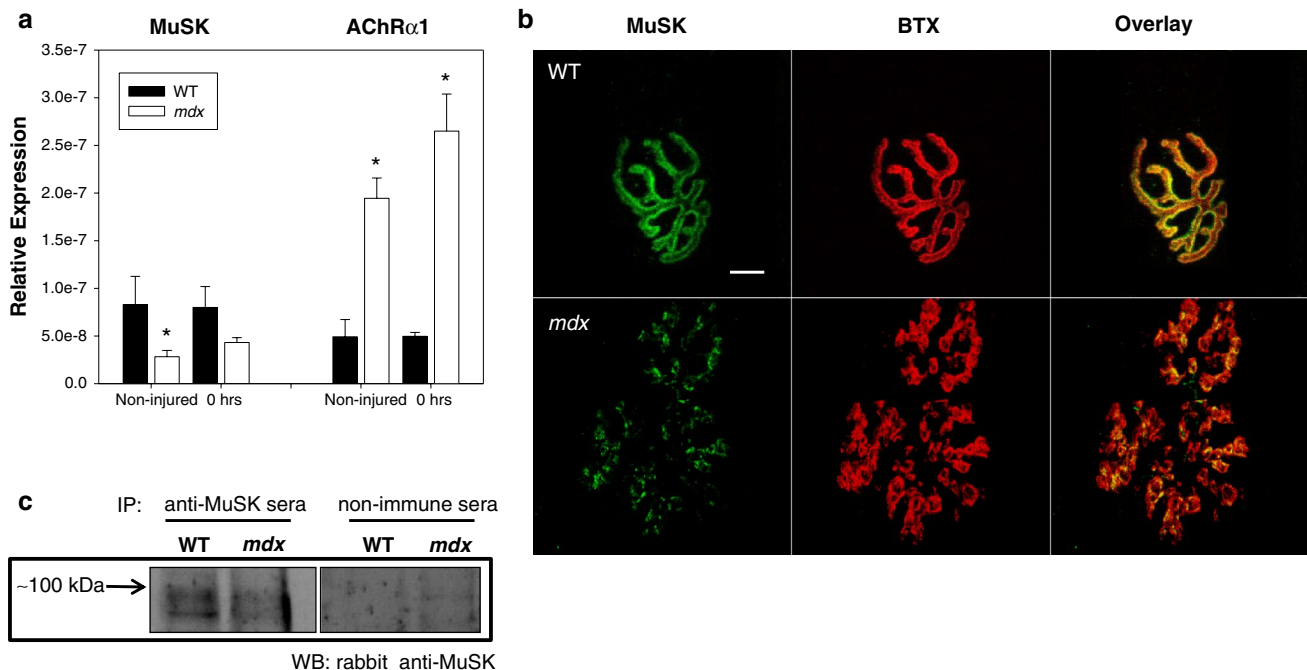 a
MuSK AChRα1
Relative Expression
3.5e-7
3.0e-7
2.5e-7
2.0e-7
1.5e-7
1.0e-7
5.0e-8
0.0
WT
mdx
*
*
*
Non-injured 0 hrs Non-injured 0 hrs
b
MuSK BTX Overlay
WT
mdx
c
IP: anti-MuSK sera non-immune sera
WT mdx WT mdx
~100 kDa
WB: rabbit anti-MuSK